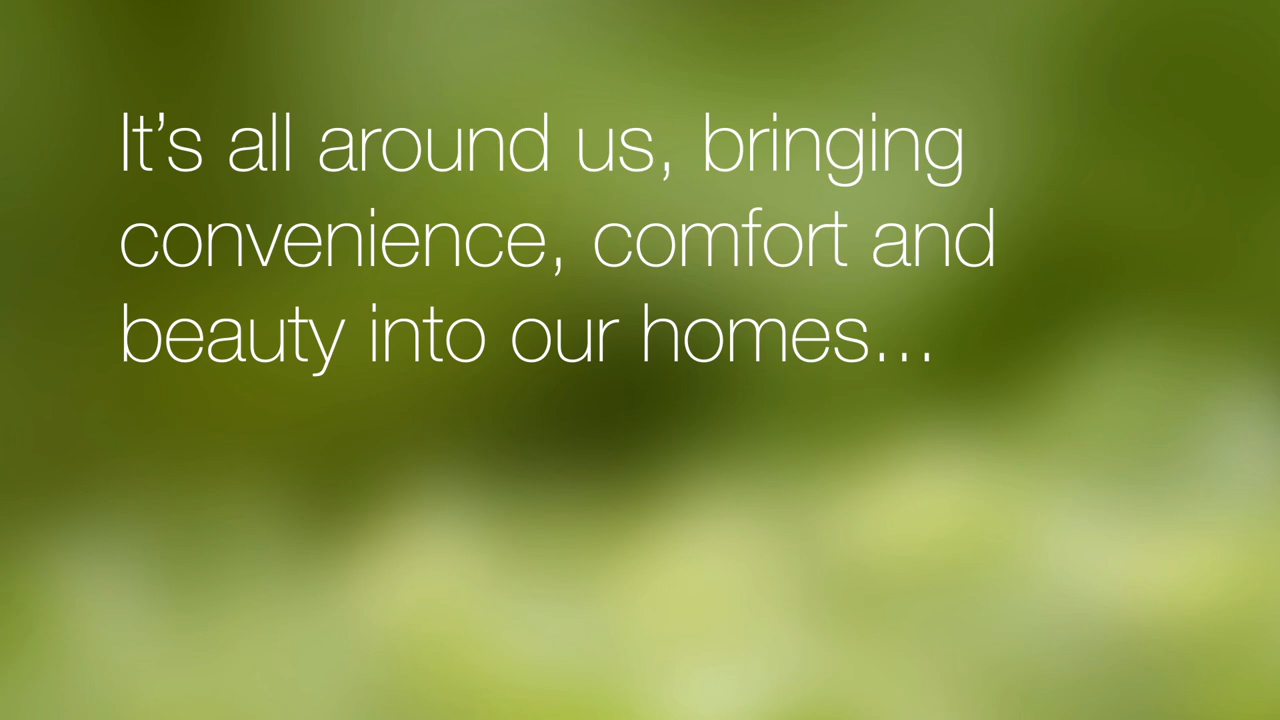 It’s all around us, bringing
convenience, comfort and
beauty into our homes...